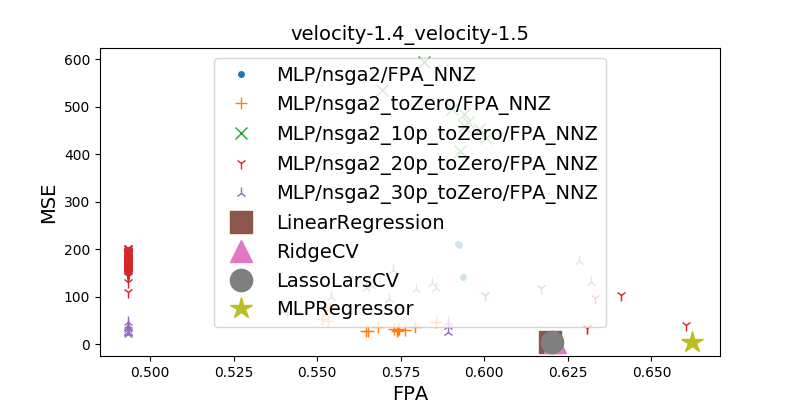 velocity-1.4_velocity-1.5
600
500
400
300
200
100
0
MSE
MLP/nsga2/FPA_NNZ
MLP/nsga2_toZero/FPA_NNZ
MLP/nsga2_10p_toZero/FPA_NNZ
MLP/nsga2_20p_toZero/FPA_NNZ
MLP/nsga2_30p_toZero/FPA_NNZ
LinearRegression
RidgeCV
LassoLarsCV
MLPRegressor
0.500 0.525 0.550 0.575 0.600 0.625 0.650
FPA